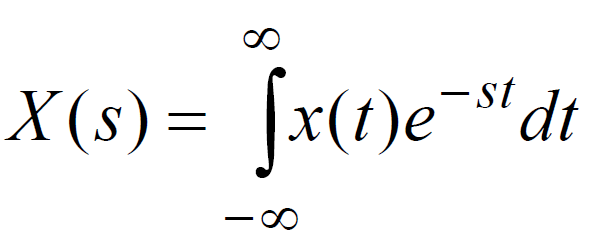 X(s) = ∫_{-∞}^{∞} x(t)e^{-st} dt